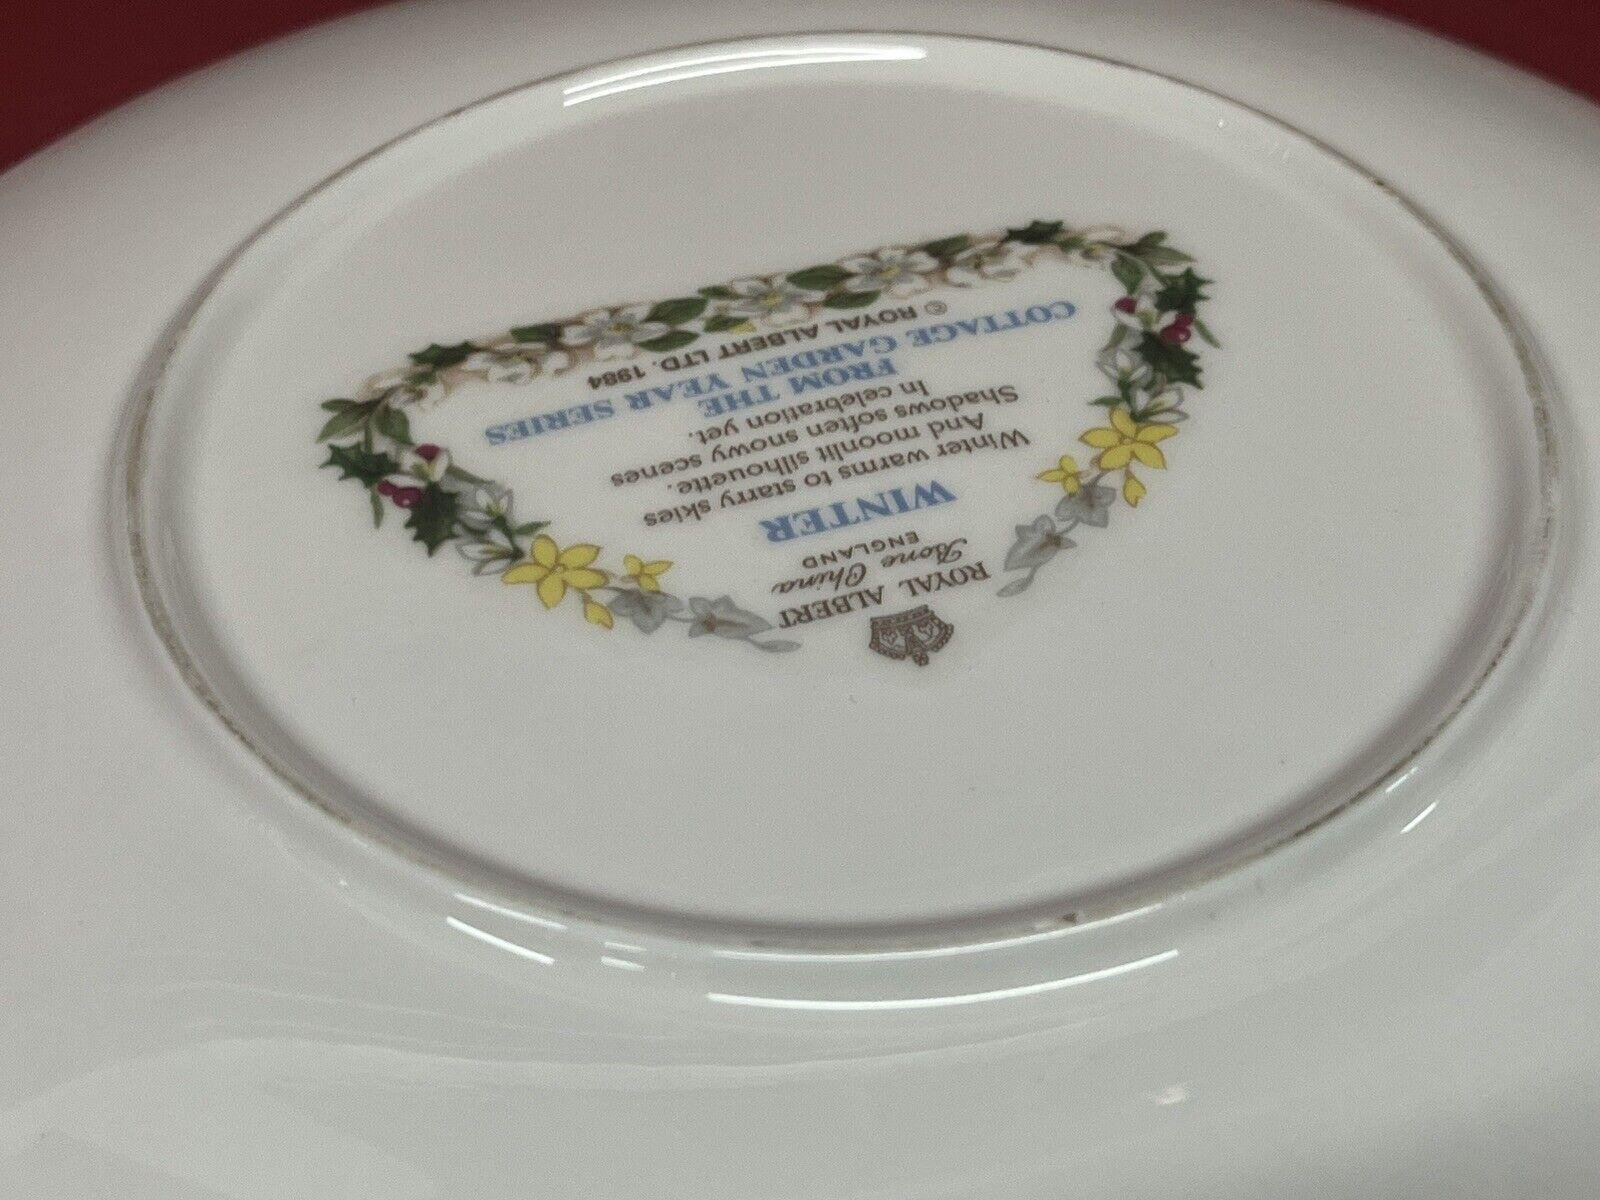 ROYAL ALBERT
Bone China
ENGLAND
WINTER
Winter warms to starry skies
And moonlit silhouette.
Shadows soften snowy scenes
In celebration yet.
FROM THE
COTTAGE GARDEN YEAR SERIES
© ROYAL ALBERT LTD. 1984